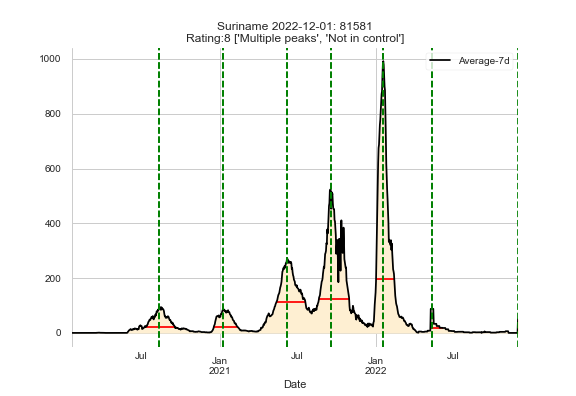 Suriname 2022-12-01: 81581
Rating:8 ['Multiple peaks', 'Not in control']
1000
Average-7d
800
600
400
200
0
Jul Jan Jul Jan Jul
2021 2022
Date